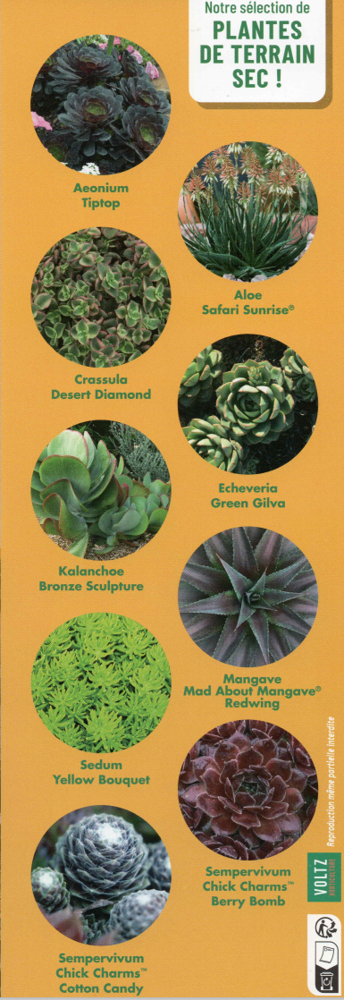 Notre sélection de
PLANTES
DE TERRAIN
SEC !
Aeonium
Tiptop
Aloe
Safari Sunrise®
Crassula
Desert Diamond
Echeveria
Green Gilva
Kalanchoe
Bronze Sculpture
Mangave
Mad About Mangave®
Redwing
Sedum
Yellow Bouquet
Sempervivum
Chick Charms™
Berry Bomb
Sempervivum
Chick Charms™
Cotton Candy
Reproduction même partielle interdite
VOLTZ
HORTICULTURE